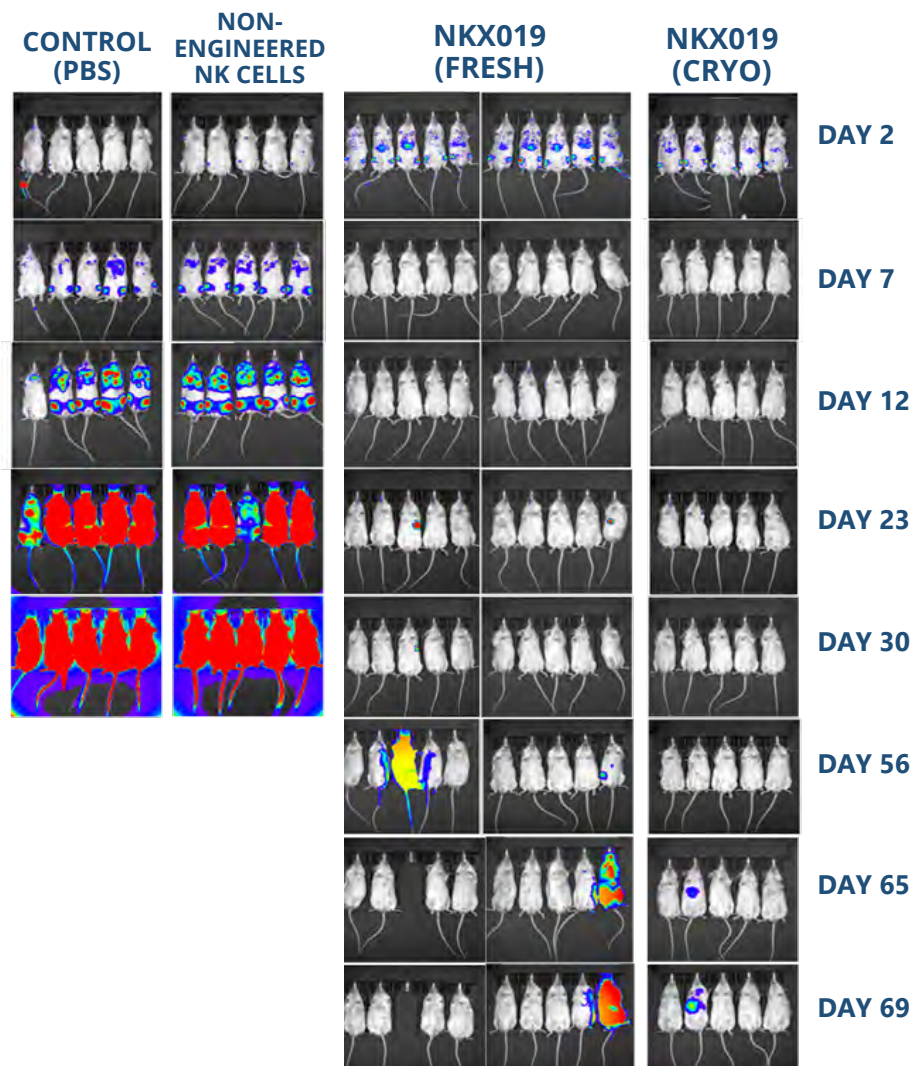 CONTROL
(PBS)
NON-
ENGINEERED
NK CELLS
NKX019
(FRESH)
NKX019
(CRYO)
DAY 2
DAY 7
DAY 12
DAY 23
DAY 30
DAY 56
DAY 65
DAY 69